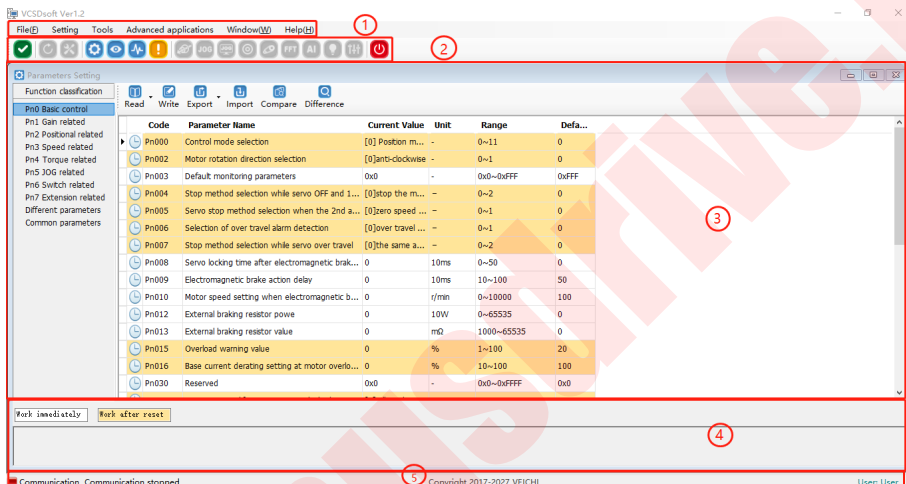 VCSDsoft Ver1.2
File(F) Setting Tools Advanced applications Window(W) Help(H)
1
JOG FFT AI
2
Parameters Setting
Function classification
Read Write Export Import Compare Difference
Pn0 Basic control
Pn1 Gain related
Pn2 Positional related
Pn3 Speed related
Pn4 Torque related
Pn5 JOG related
Pn6 Switch related
Pn7 Extension related
Different parameters
Common parameters
Code Parameter Name Current Value Unit Range Defa...
Pn000 Control mode selection [0] Position m... - 0~11 0
Pn002 Motor rotation direction selection [0]anti-clockwise - 0~1 0
Pn003 Default monitoring parameters 0x0 - 0x0~0xFFF 0xFFF
Pn004 Stop method selection while servo OFF and 1... [0]stop the m... - 0~2 0
Pn005 Servo stop method selection when the 2nd a... [0]zero speed ... - 0~1 0
Pn006 Selection of over travel alarm detection [0]over travel ... - 0~1 0
Pn007 Stop method selection while servo over travel [0]the same a... - 0~2 0
Pn008 Servo locking time after electromagnetic brak... 0 10ms 0~50 0
Pn009 Electromagnetic brake action delay 0 10ms 10~100 50
Pn010 Motor speed setting when electromagnetic b... 0 r/min 0~10000 100
Pn012 External braking resistor powe 0 10W 0~65535 0
Pn013 External braking resistor value 0 mΩ 1000~65535 0
Pn015 Overload warning value 0 % 1~100 20
Pn016 Base current derating setting at motor overlo... 0 % 10~100 100
Pn030 Reserved 0x0 - 0x0~0xFFFF 0x0
3
Work immediately Work after reset
4
5
Communication Communication stopped Copyright 2017-2027 VEICHI User: User